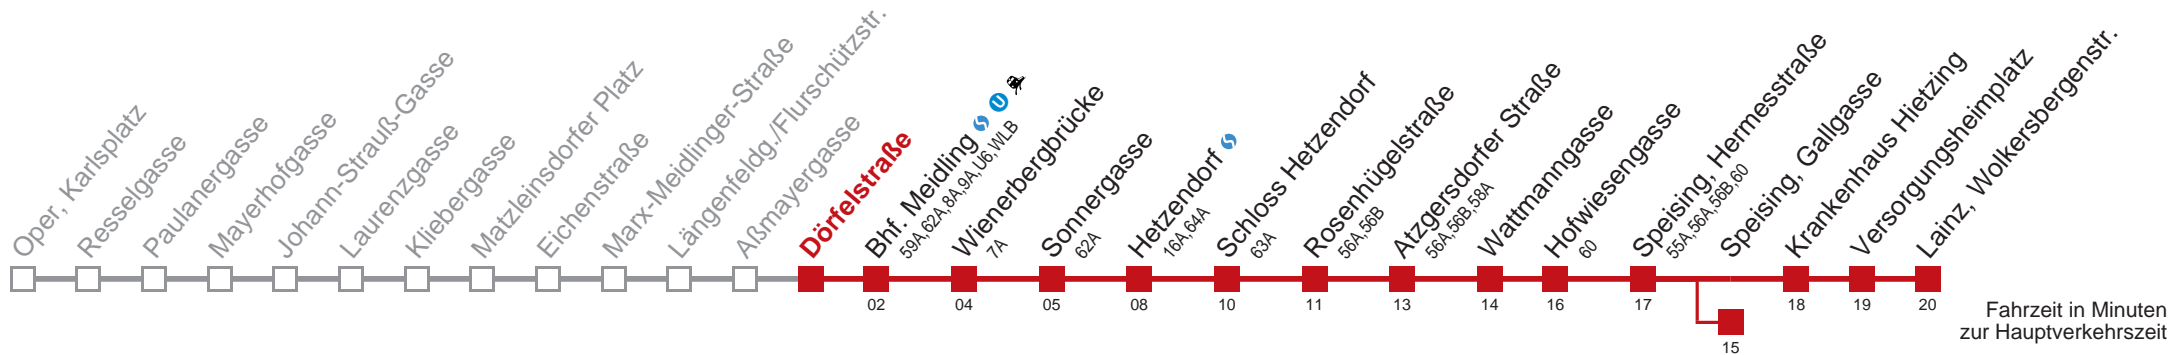 Oper, Karlsplatz
Resselgasse
Paulanergasse
Mayerhofgasse
Johann-Strauß-Gasse
Laurenzgasse
Kliebergasse
Matzleinsdorfer Platz
Eichenstraße
Marx-Meidlinger-Straße
Längenfeldg./Flurschützstr.
Aßmayergasse
Dörfelstraße
Bhf. Meidling S U
59A,62A,8A,9A,U6,WLB
02
Wienerbergbrücke
7A
04
Sonnergasse
62A
05
Hetzendorf S
16A,64A
08
Schloss Hetzendorf
63A
10
Rosenhügelstraße
56A,56B
11
Atzgersdorfer Straße
56A,56B,58A
13
Wattmanngasse
14
Hofwiesengasse
60
16
Speising, Hermesstraße
55A,56A,56B,60
17
Speising, Gallgasse
15
Krankenhaus Hietzing
18
Versorgungsheimplatz
19
Lainz, Wolkersbergenstr.
20
Fahrzeit in Minuten
zur Hauptverkehrszeit